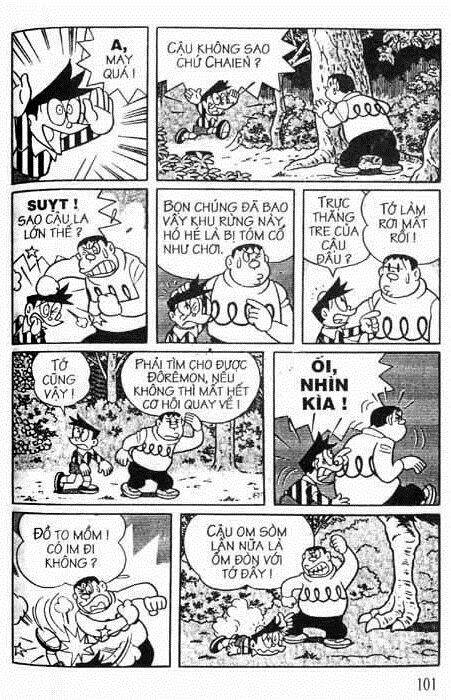 A,
MAY
QUÁ !
CẬU KHÔNG SAO
CHỨ CHAIEN ?
SUỴT !
SAO CẬU LA
LỚN THẾ ?
BỌN CHÚNG ĐÃ BAO
VÂY KHU RỪNG NÀY,
HÓ HÉ LÀ BỊ TÓM CỔ
NHƯ CHƠI.
TRỰC
THĂNG
TRE CỦA
CẬU
ĐÂU ?
TỚ LÀM
RƠI MẤT
RỒI !
TỚ
CŨNG
VẬY !
PHẢI TÌM CHO ĐƯỢC
ĐÔRÊMON, NẾU
KHÔNG THÌ MẤT HẾT
CƠ HỘI QUAY VỀ !
ỐI,
NHÌN
KÌA !
ĐỒ TO MỒM !
CÓ IM ĐI
KHÔNG ?
CẬU OM SÒM
LẦN NỮA LÀ
ỐM ĐÒN VỚI
TỚ ĐẤY !
101